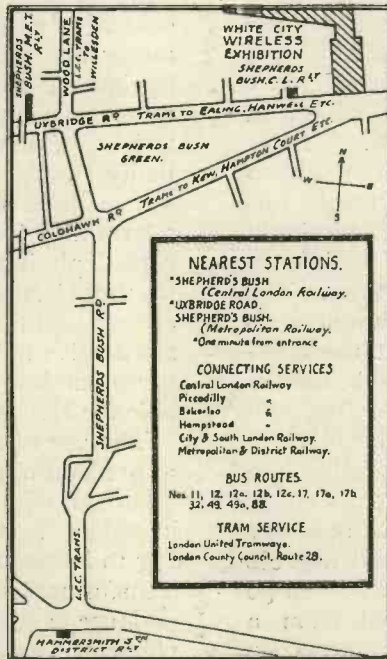 SHEPHERDS
BUSH, MET.
RLY
WOOD LANE
L.C.C. TRAMS
TO
WILLESDEN
WHITE CITY
WIRELESS
EXHIBITION
SHEPHERDS
BUSH, C.L. RLY
UXBRIDGE RD
TRAMS TO EALING, HANWELL ETC.
SHEPHERDS BUSH
GREEN.
TRAMS TO KEW, HAMPTON COURT ETC.
GOLDHAWK RD
N
W
E
S
SHEPHERDS BUSH RD
NEAREST STATIONS.
*SHEPHERD'S BUSH
(Central London Railway.
*UXBRIDGE ROAD.
SHEPHERD'S BUSH.
(Metropolitan Railway.
*One minute from entrance
CONNECTING SERVICES
Central London Railway
Piccadilly "
Bakerloo "
Hampstead "
City & South London Railway.
Metropolitan & District Railway.
BUS ROUTES
Nos 11, 12, 12a, 12b, 12c, 17, 17a, 17b
32, 49, 49a, 88.
TRAM SERVICE
London United Tramways.
London County Council, Route 28.
L.C.C. TRAMS.
HAMMERSMITH STN
DISTRICT RLY